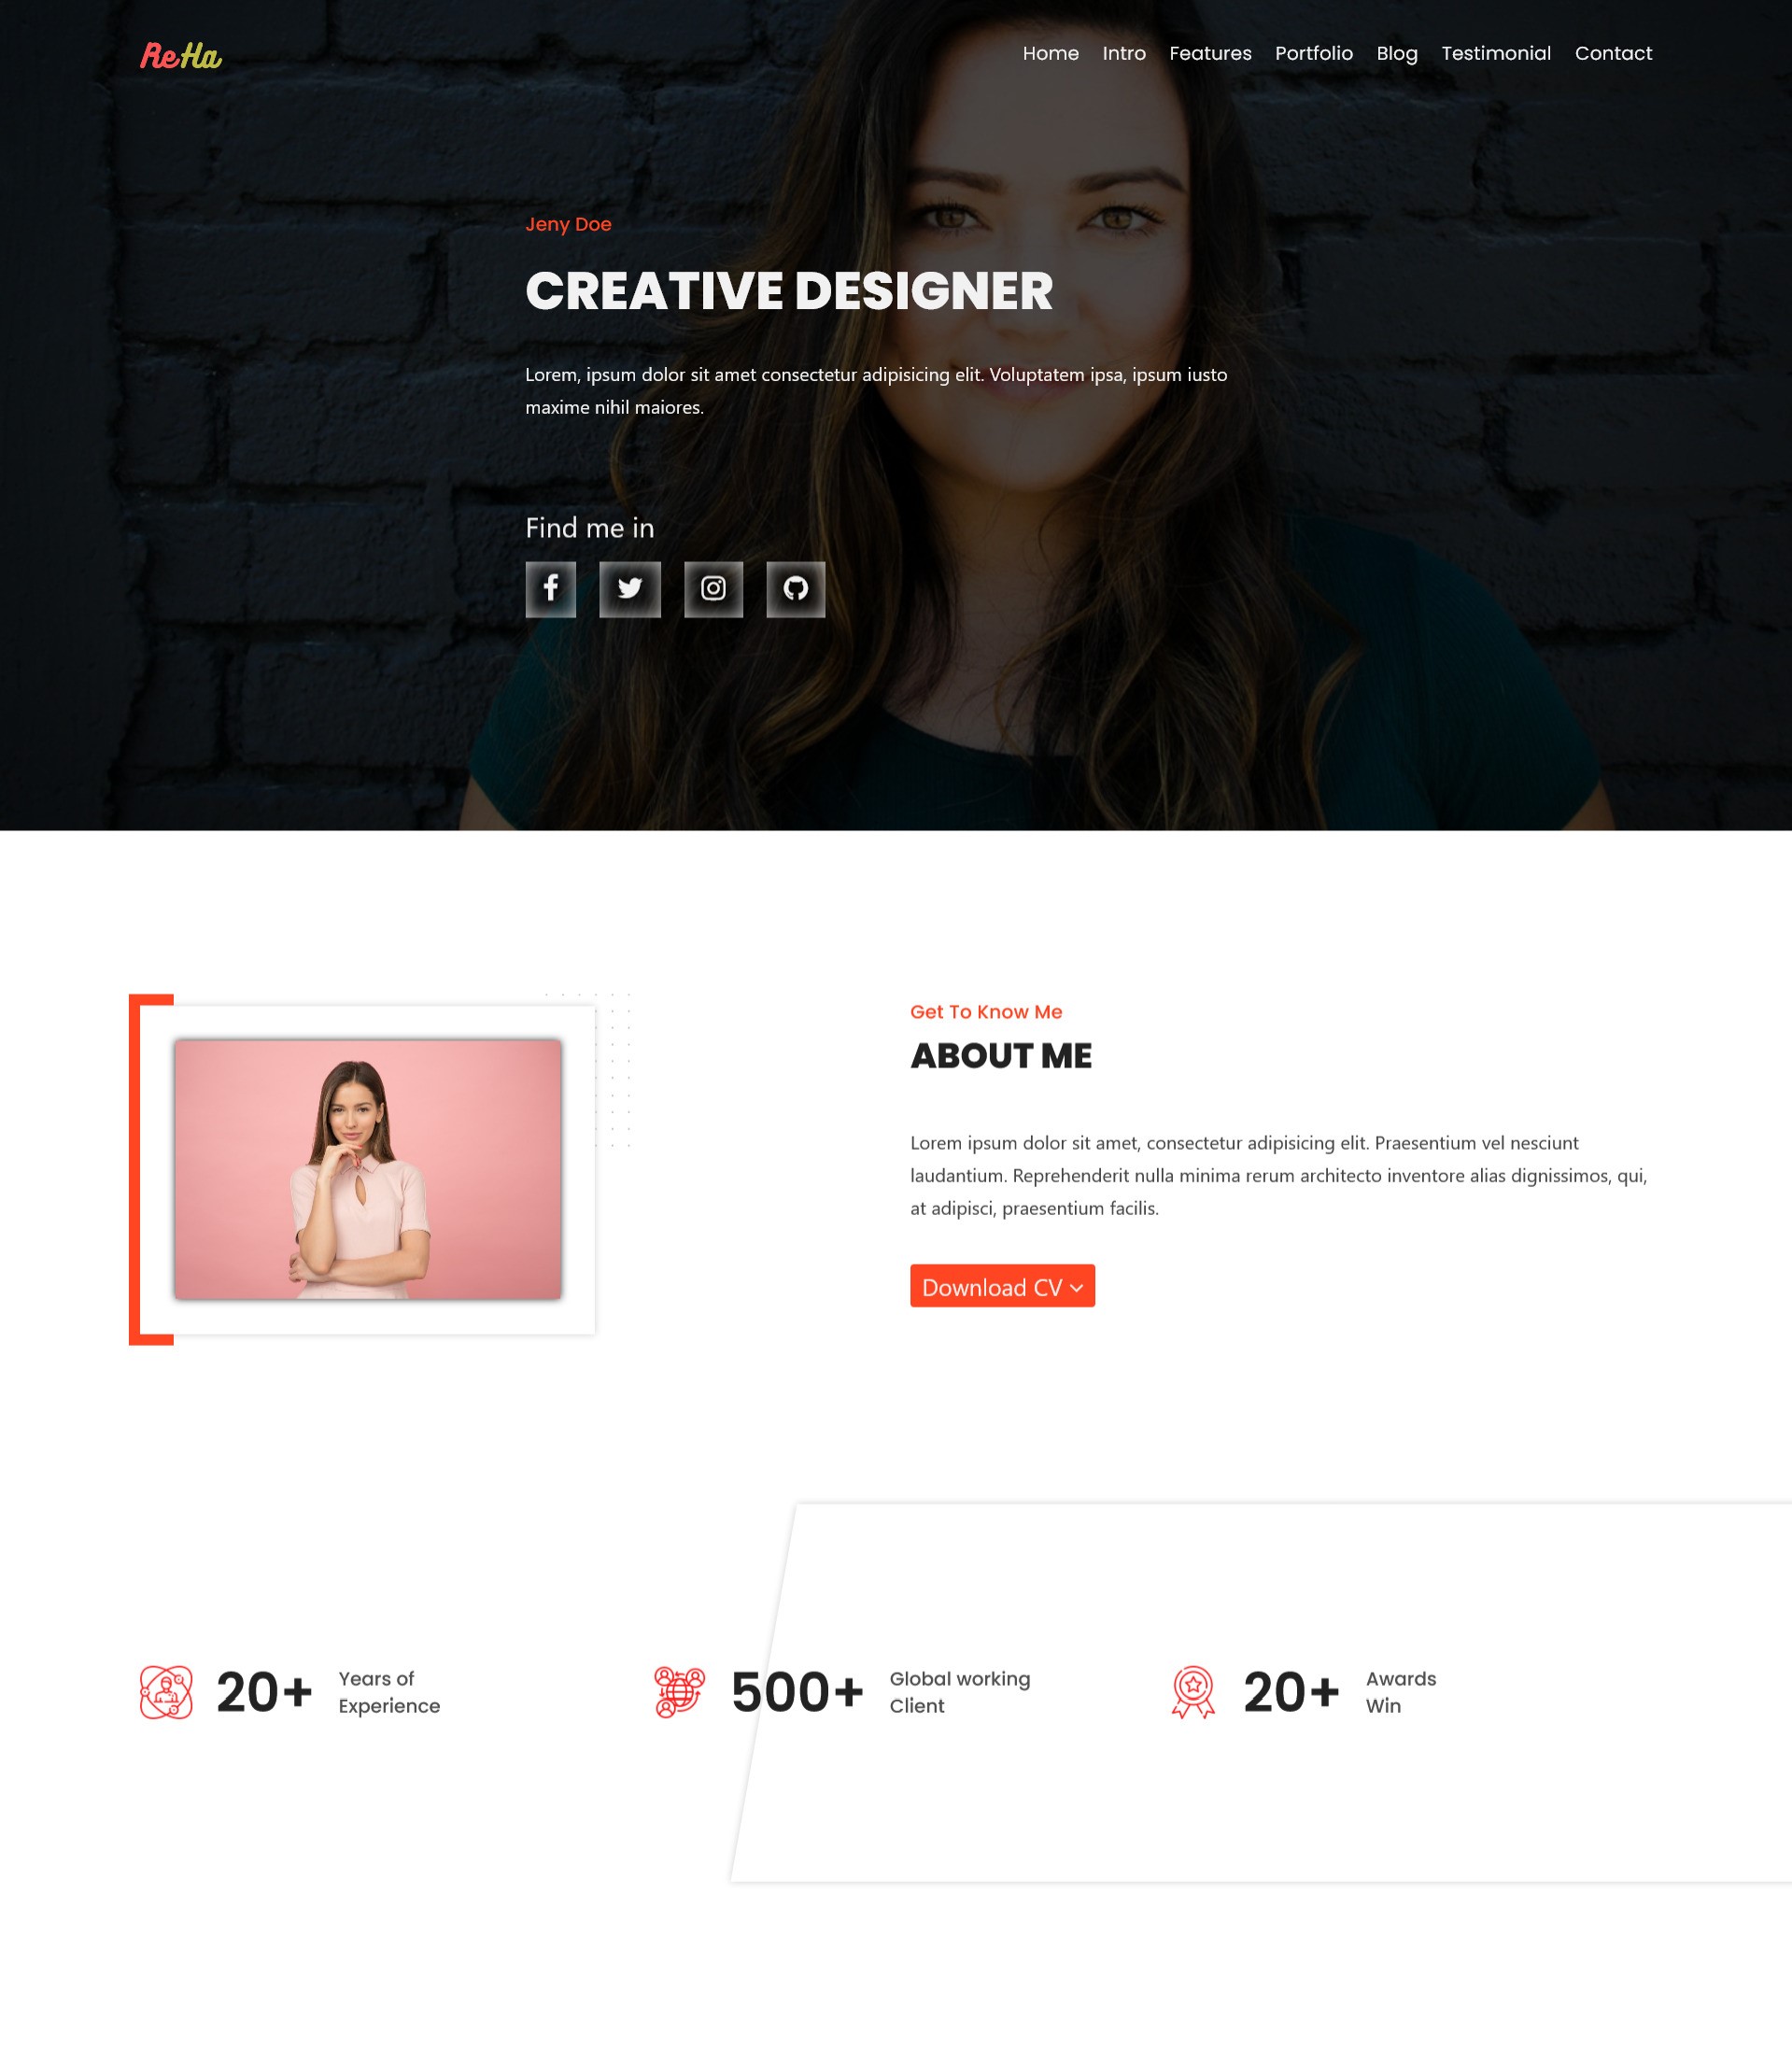 ReHa
Home Intro Features Portfolio Blog Testimonial Contact
Jeny Doe
CREATIVE DESIGNER
Lorem, ipsum dolor sit amet consectetur adipisicing elit. Voluptatem ipsa, ipsum iusto
maxime nihil maiores.
Find me in
Get To Know Me
ABOUT ME
Lorem ipsum dolor sit amet, consectetur adipisicing elit. Praesentium vel nesciunt
laudantium. Reprehenderit nulla minima rerum architecto inventore alias dignissimos, qui,
at adipisci, praesentium facilis.
Download CV
20+
Years of
Experience
500+
Global working
Client
20+
Awards
Win